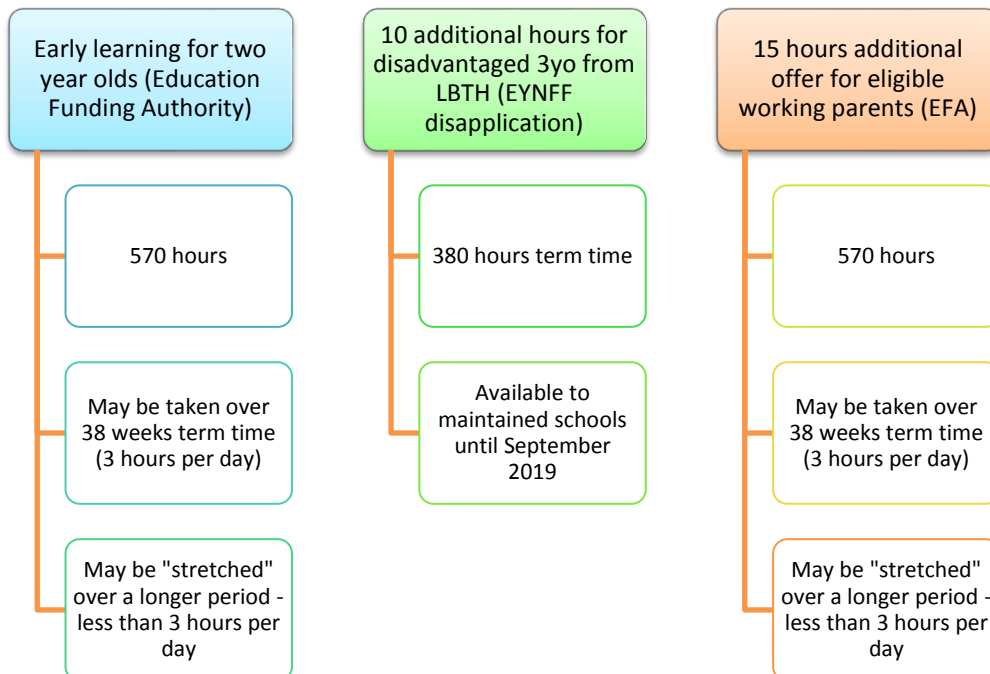 Early learning for two
year olds (Education
Funding Authority)
570 hours
May be taken over
38 weeks term time
(3 hours per day)
May be "stretched"
over a longer period -
less than 3 hours per
day
10 additional hours for
disadvantaged 3yo from
LBTH (EYNFF
disapplication)
380 hours term time
Available to
maintained schools
until September
2019
15 hours additional
offer for eligible
working parents (EFA)
570 hours
May be taken over
38 weeks term time
(3 hours per day)
May be "stretched"
over a longer period -
less than 3 hours per
day